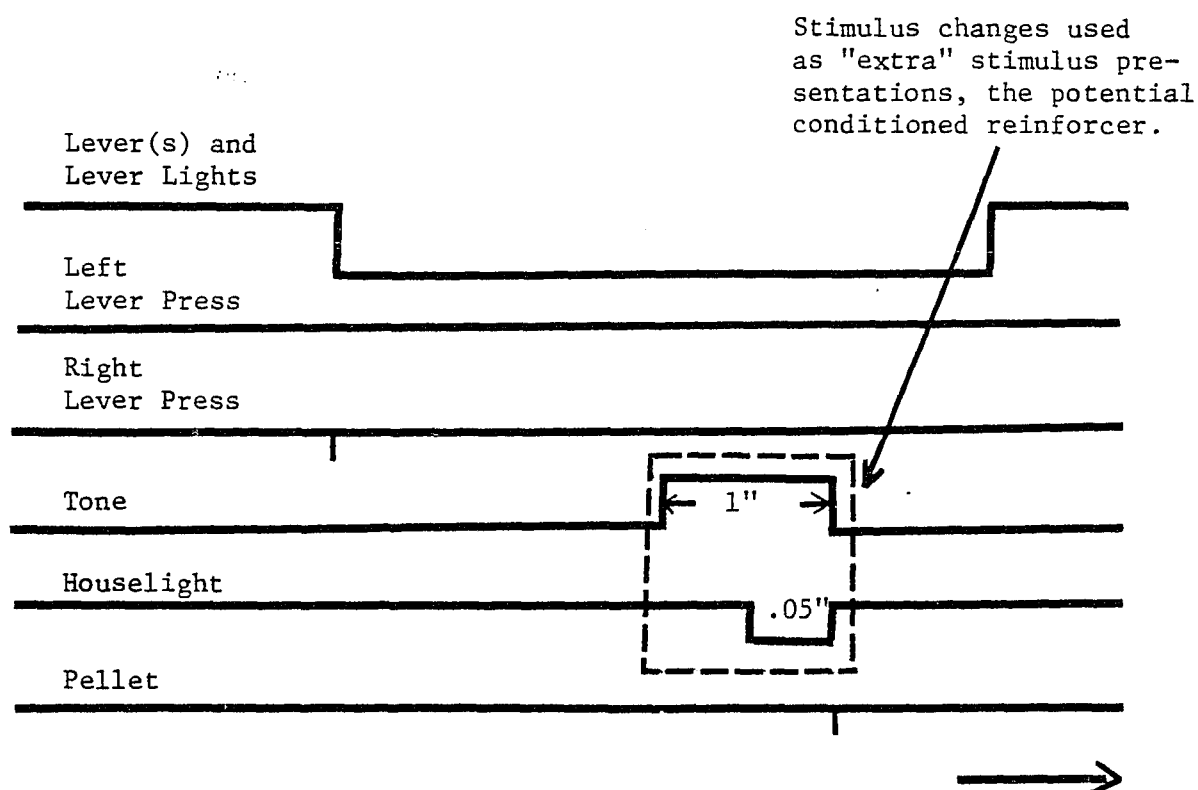 Stimulus changes used
as "extra" stimulus pre-
sentations, the potential
conditioned reinforcer.
Lever(s) and
Lever Lights
Left
Lever Press
Right
Lever Press
Tone
1"
Houselight
.05"
Pellet